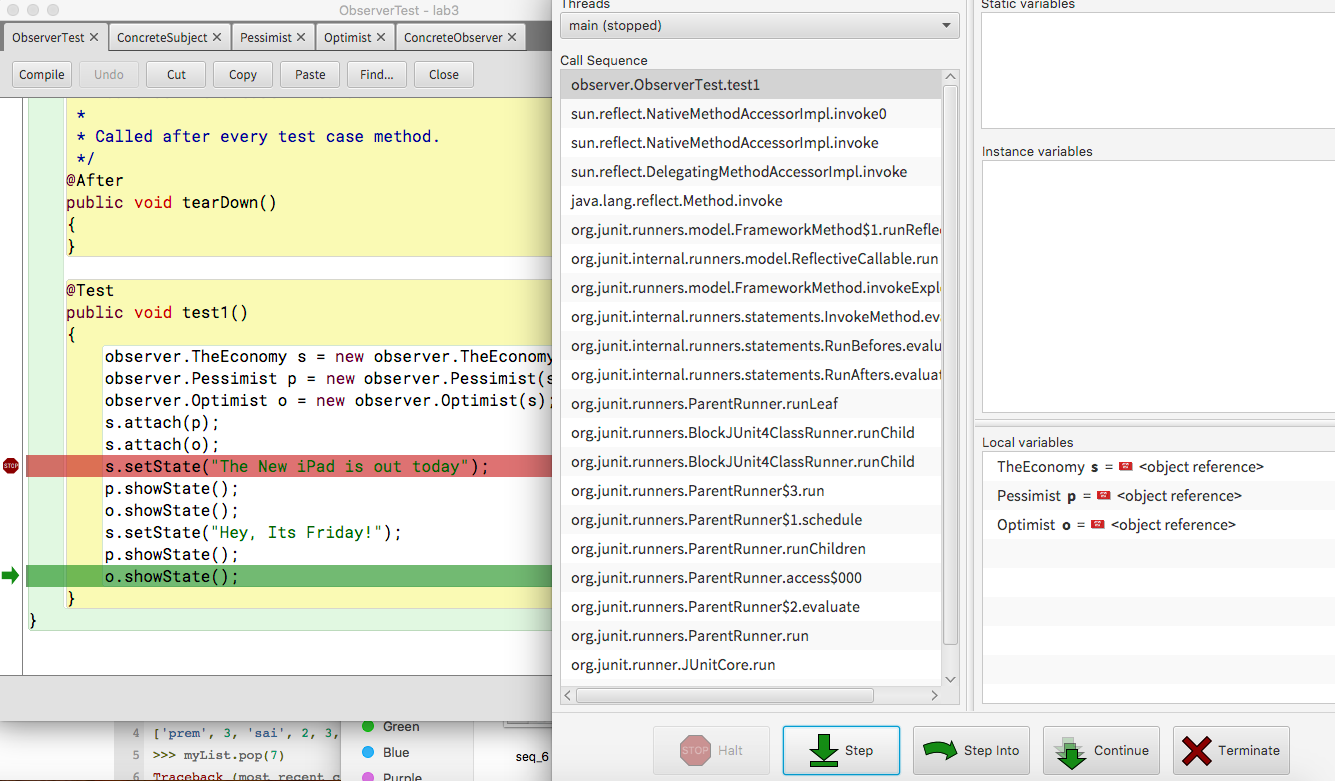 ObserverTest - lab3
ObserverTest ✕
ConcreteSubject ✕
Pessimist ✕
Optimist ✕
ConcreteObserver ✕
Compile
Undo
Cut
Copy
Paste
Find...
Close
*
* Called after every test case method.
*/
@After
public void tearDown()
{
}
@Test
public void test1()
{
observer.TheEconomy s = new observer.TheEconomy
observer.Pessimist p = new observer.Pessimist(s
observer.Optimist o = new observer.Optimist(s);
s.attach(p);
s.attach(o);
STOP
s.setState("The New iPad is out today");
p.showState();
o.showState();
s.setState("Hey, Its Friday!");
p.showState();
o.showState();
}
}
4 ['prem', 3, 'sai', 2, 3,
5 >>> myList.pop(7)
6 Traceback (most recent c
Green
Blue
Purple
seq_6
Threads
main (stopped)
Call Sequence
observer.ObserverTest.test1
sun.reflect.NativeMethodAccessorImpl.invoke0
sun.reflect.NativeMethodAccessorImpl.invoke
sun.reflect.DelegatingMethodAccessorImpl.invoke
java.lang.reflect.Method.invoke
org.junit.runners.model.FrameworkMethod$1.runRefle
org.junit.internal.runners.model.ReflectiveCallable.run
org.junit.runners.model.FrameworkMethod.invokeExpl
org.junit.internal.runners.statements.InvokeMethod.eva
org.junit.internal.runners.statements.RunBefores.evalu
org.junit.internal.runners.statements.RunAfters.evaluat
org.junit.runners.ParentRunner.runLeaf
org.junit.runners.BlockJUnit4ClassRunner.runChild
org.junit.runners.BlockJUnit4ClassRunner.runChild
org.junit.runners.ParentRunner$3.run
org.junit.runners.ParentRunner$1.schedule
org.junit.runners.ParentRunner.runChildren
org.junit.runners.ParentRunner.access$000
org.junit.runners.ParentRunner$2.evaluate
org.junit.runners.ParentRunner.run
org.junit.runner.JUnitCore.run
Static variables
Instance variables
Local variables
TheEconomy s = <object reference>
Pessimist p = <object reference>
Optimist o = <object reference>
STOP
Halt
Step
Step Into
Continue
Terminate